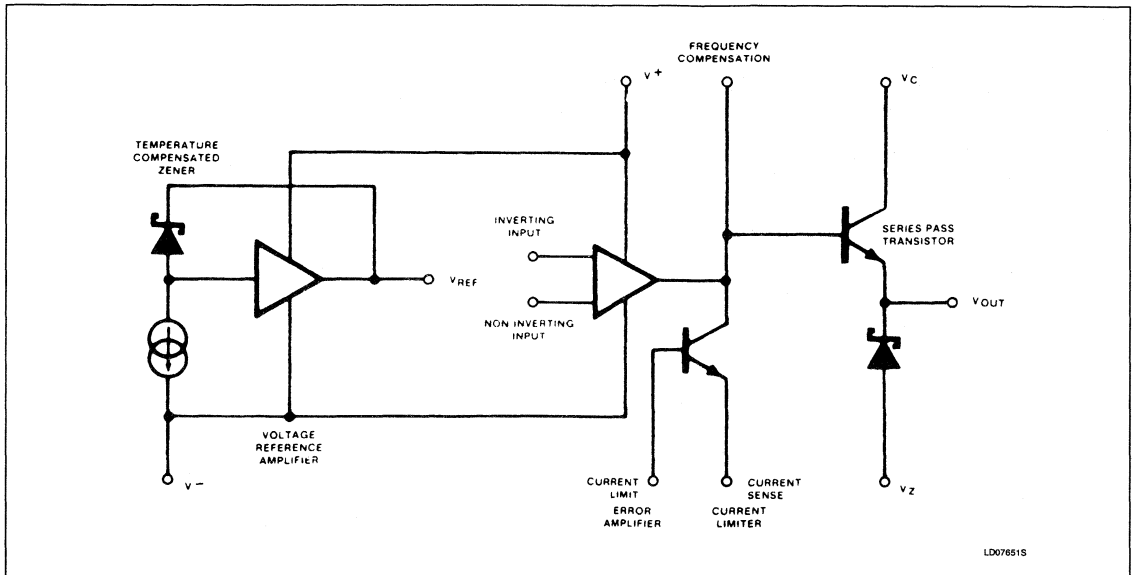 FREQUENCY
COMPENSATION
V+
VC
TEMPERATURE
COMPENSATED
ZENER
INVERTING
INPUT
SERIES PASS
TRANSISTOR
VREF
VOUT
NON INVERTING
INPUT
VOLTAGE
REFERENCE
AMPLIFIER
V-
CURRENT
LIMIT
ERROR
AMPLIFIER
CURRENT
SENSE
CURRENT
LIMITER
VZ
LD07651S